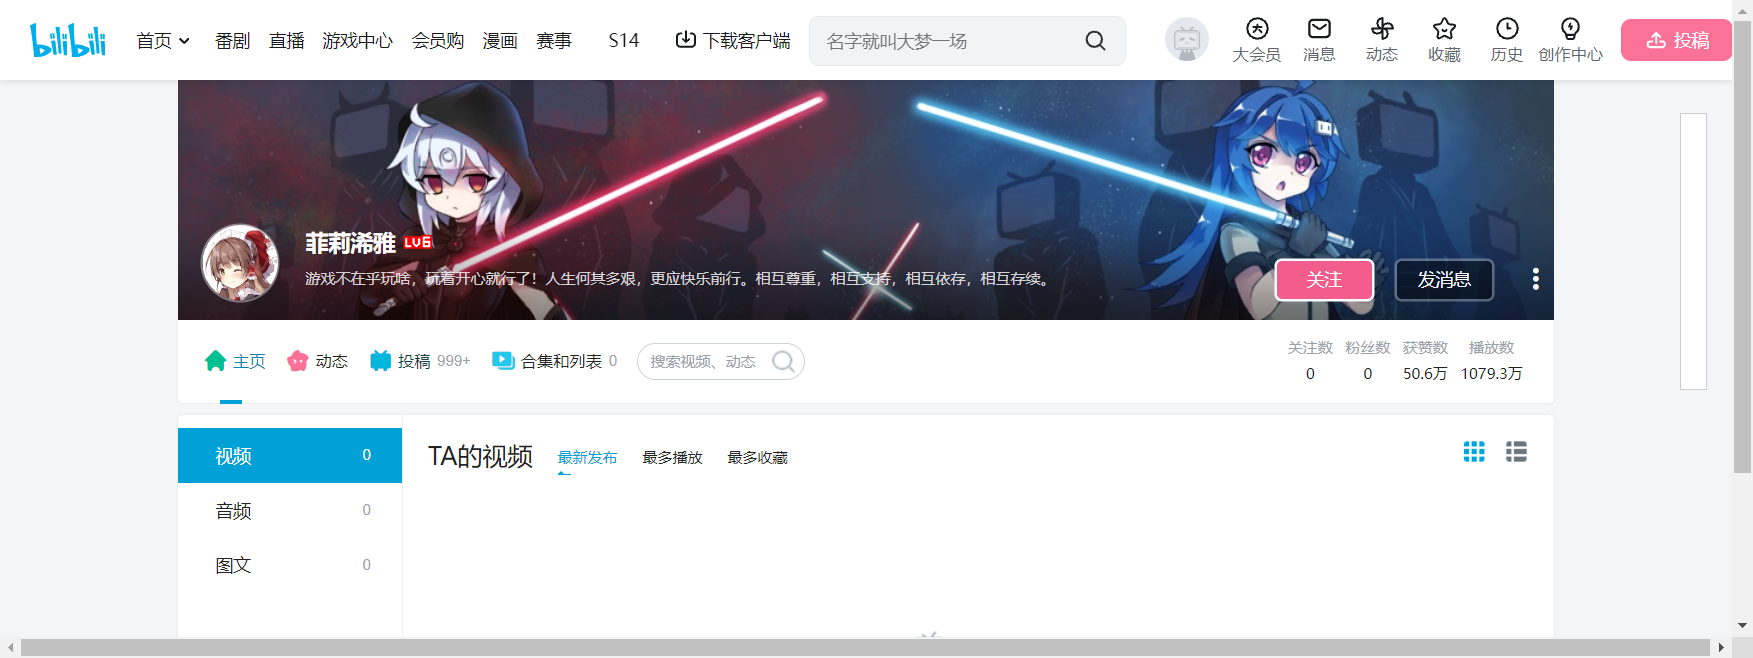 bilibili 首页 番剧 直播 游戏中心 会员购 漫画 赛事 S14 下载客户端 名字就叫大梦一场 大会员 消息 动态 收藏 历史 创作中心 投稿
菲莉浠雅 LV6
游戏不在乎玩啥，玩着开心就行了！人生何其多艰，更应快乐前行。相互尊重，相互支持，相互依存，相互存续。
关注 发消息
主页 动态 投稿 999+ 合集和列表 0 搜索视频、动态
关注数 粉丝数 获赞数 播放数
0 0 50.6万 1079.3万
视频 0
音频 0
图文 0
TA的视频 最新发布 最多播放 最多收藏